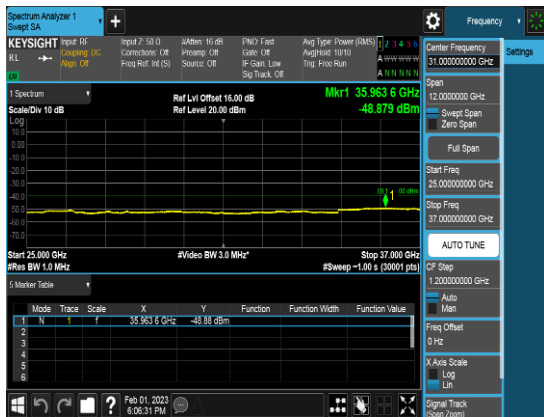 Spectrum Analyzer 1
Swept SA
Frequency
KEYSIGHT
Input: RF
Coupling: DC
Align: Off
Input Z: 50 Ω
Corrections: Off
Freq Ref: Int (S)
#Atten: 16 dB
Preamp: Off
Source: Off
PNO: Fast
Gate: Off
IF Gain: Low
Sig Track: Off
Avg Type: Power (RMS)
Avg|Hold: 10/10
Trig: Free Run
1 2 3 4 5 6
A W W W W W
A N N N N N
RL
1 Spectrum
Scale/Div 10 dB
Ref Lvl Offset 16.00 dB
Ref Level 20.00 dBm
Mkr1 35.963 6 GHz
-48.879 dBm
Log
10.0
0.00
-10.0
-20.0
-30.0
-40.0
-50.0
-60.0
-70.0
1
Start 25.000 GHz
#Res BW 1.0 MHz
#Video BW 3.0 MHz*
Stop 37.000 GHz
#Sweep ~1.00 s (30001 pts)
5 Marker Table
Mode Trace Scale X Y Function Function Width Function Value
1 N 1 f 35.963 6 GHz -48.88 dBm
2
3
4
5
6
Feb 01, 2023
6:06:31 PM
Center Frequency
31.000000000 GHz
Settings
Span
12.0000000 GHz
Swept Span
Zero Span
Full Span
Start Freq
25.000000000 GHz
Stop Freq
37.000000000 GHz
AUTO TUNE
CF Step
1.200000000 GHz
Auto
Man
Freq Offset
0 Hz
X Axis Scale
Log
Lin
Signal Track
(Span Zoom)